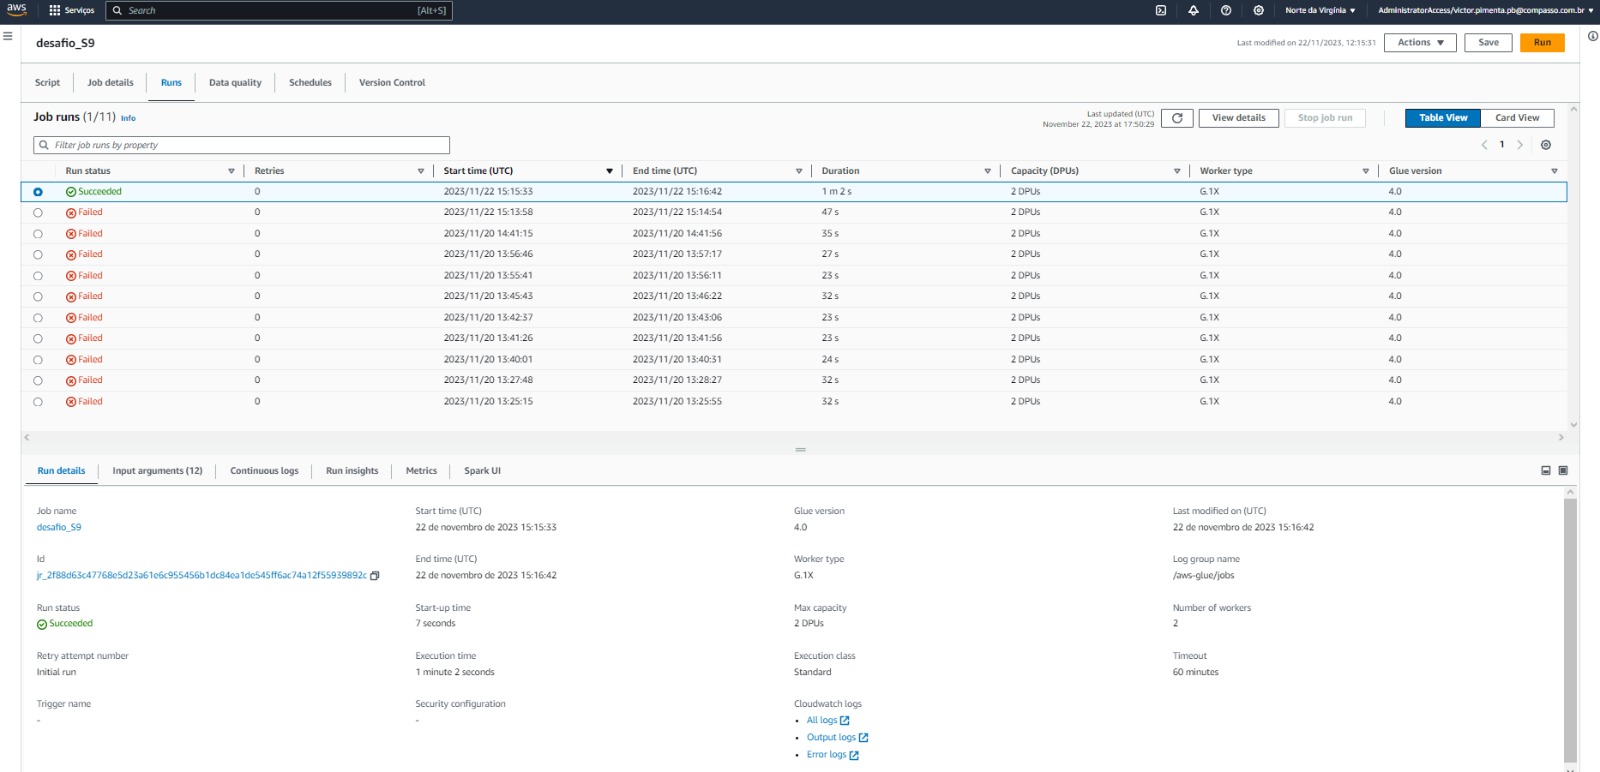 aws Serviços Search [Alt+S] Norte da Virgínia AdministratorAccess/victor.pimenta.pb@compasso.com.br
desafio_S9 Last modified on 22/11/2023, 12:15:31 Actions Save Run
Script Job details Runs Data quality Schedules Version Control
Job runs (1/11) Info
Last updated (UTC)
November 22, 2023 at 17:50:29
View details Stop job run Table View Card View
Filter job runs by property 1
Run status Retries Start time (UTC) End time (UTC) Duration Capacity (DPUs) Worker type Glue version
Succeeded 0 2023/11/22 15:15:33 2023/11/22 15:16:42 1 m 2 s 2 DPUs G.1X 4.0
Failed 0 2023/11/22 15:13:58 2023/11/22 15:14:54 47 s 2 DPUs G.1X 4.0
Failed 0 2023/11/20 14:41:15 2023/11/20 14:41:56 35 s 2 DPUs G.1X 4.0
Failed 0 2023/11/20 13:56:46 2023/11/20 13:57:17 27 s 2 DPUs G.1X 4.0
Failed 0 2023/11/20 13:55:41 2023/11/20 13:56:11 23 s 2 DPUs G.1X 4.0
Failed 0 2023/11/20 13:45:43 2023/11/20 13:46:22 32 s 2 DPUs G.1X 4.0
Failed 0 2023/11/20 13:42:37 2023/11/20 13:43:06 23 s 2 DPUs G.1X 4.0
Failed 0 2023/11/20 13:41:26 2023/11/20 13:41:56 23 s 2 DPUs G.1X 4.0
Failed 0 2023/11/20 13:40:01 2023/11/20 13:40:31 24 s 2 DPUs G.1X 4.0
Failed 0 2023/11/20 13:27:48 2023/11/20 13:28:27 32 s 2 DPUs G.1X 4.0
Failed 0 2023/11/20 13:25:15 2023/11/20 13:25:55 32 s 2 DPUs G.1X 4.0
Run details Input arguments (12) Continuous logs Run insights Metrics Spark UI
Job name Start time (UTC) Glue version Last modified on (UTC)
desafio_S9 22 de novembro de 2023 15:15:33 4.0 22 de novembro de 2023 15:16:42
Id End time (UTC) Worker type Log group name
jr_2f88d63c47768e5d23a61e6c955456b1dc84ea1de545ff6ac74a12f55939892c 22 de novembro de 2023 15:16:42 G.1X /aws-glue/jobs
Run status Start-up time Max capacity Number of workers
Succeeded 7 seconds 2 DPUs 2
Retry attempt number Execution time Execution class Timeout
Initial run 1 minute 2 seconds Standard 60 minutes
Trigger name Security configuration Cloudwatch logs
- - • All logs
• Output logs
• Error logs